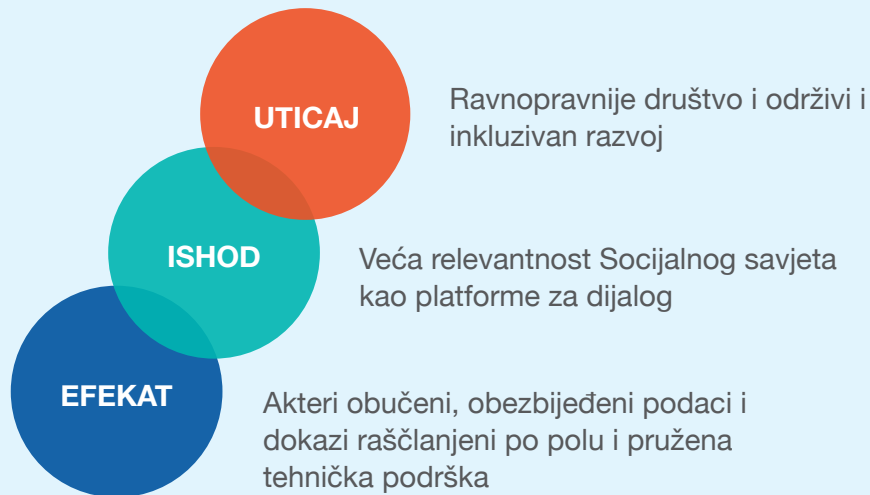 UTICAJ
Ravnopravnije društvo i održivi i
inkluzivan razvoj
ISHOD
Veća relevantnost Socijalnog savjeta
kao platforme za dijalog
EFEKAT
Akteri obučeni, obezbijeđeni podaci i
dokazi raščlanjeni po polu i pružena
tehnička podrška